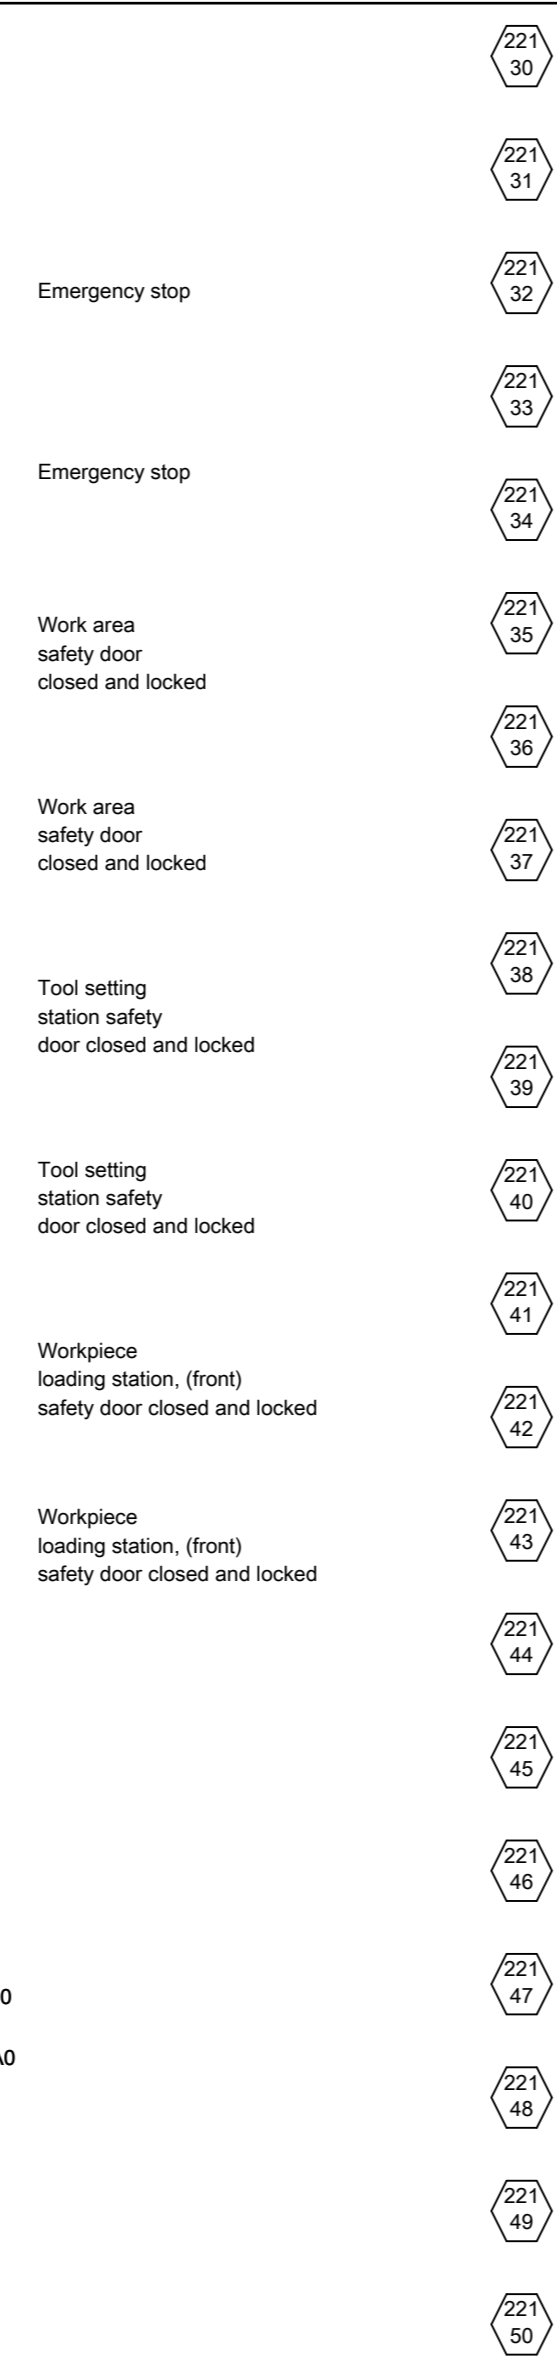 221
30
221
31
Emergency stop
221
32
221
33
Emergency stop
221
34
Work area
safety door
closed and locked
221
35
221
36
Work area
safety door
closed and locked
221
37
221
38
Tool setting
station safety
door closed and locked
221
39
Tool setting
station safety
door closed and locked
221
40
221
41
Workpiece
loading station, (front)
safety door closed and locked
221
42
Workpiece
loading station, (front)
safety door closed and locked
221
43
221
44
221
45
221
46
0
221
47
221
48
221
49
221
50